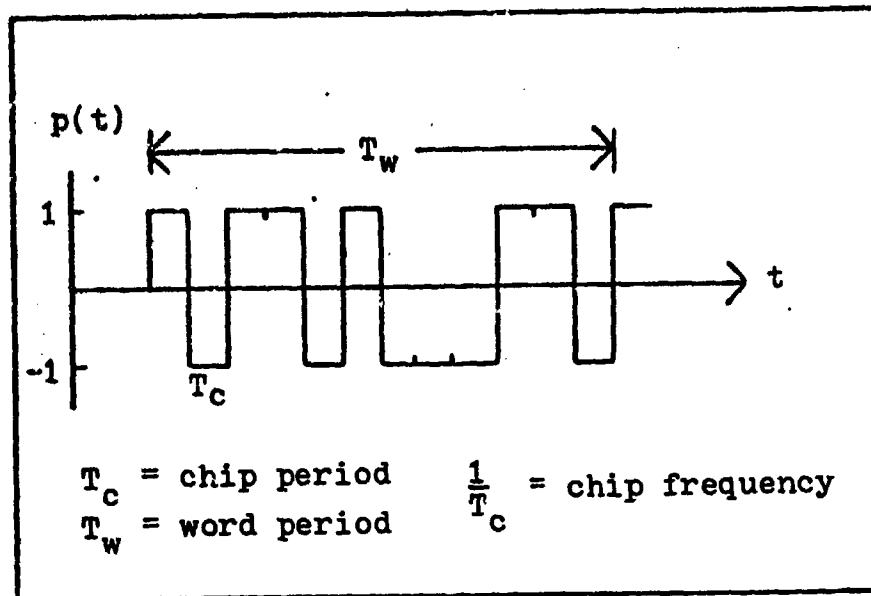 p(t)
T_w
1
t
-1
T_c
T_c = chip period
1/T_c = chip frequency
T_w = word period